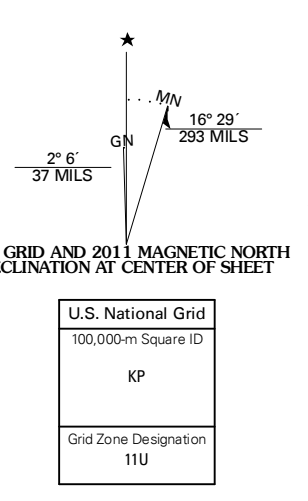 ★
MN
GN
16° 29´
293 MILS
2° 6´
37 MILS
GRID AND 2011 MAGNETIC NORTH
CLINATION AT CENTER OF SHEET
U.S. National Grid
100,000-m Square ID
KP
Grid Zone Designation
11U